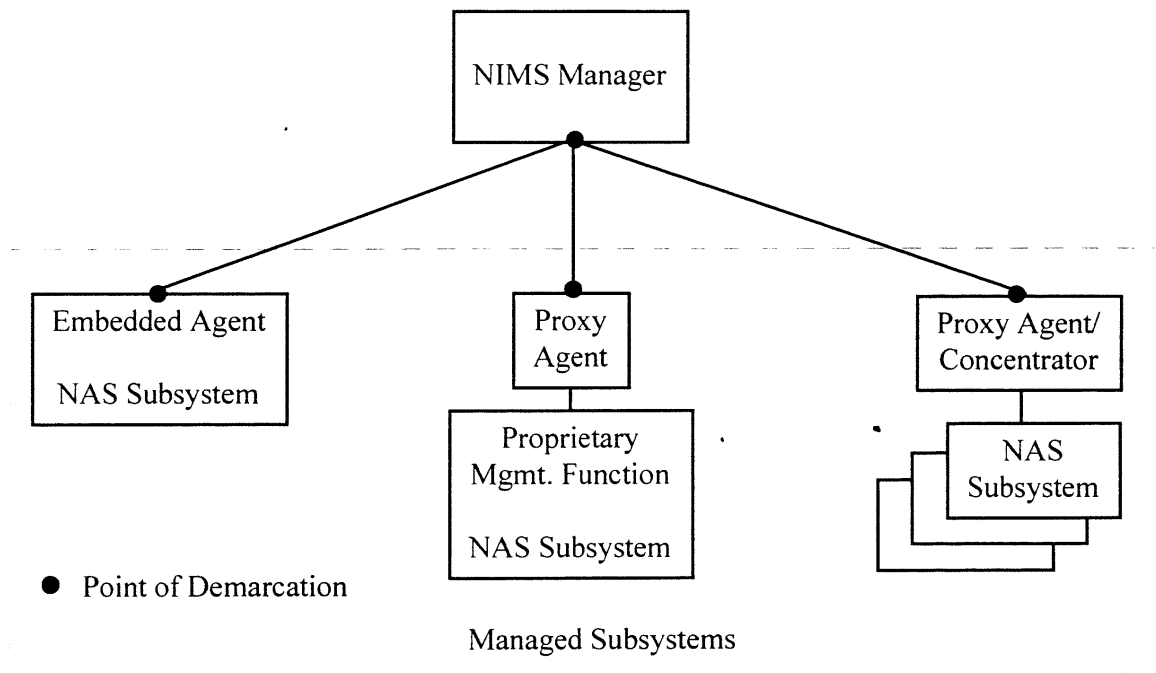 NIMS Manager
Embedded Agent
NAS Subsystem
Proxy
Agent
Proprietary
Mgmt. Function
NAS Subsystem
Proxy Agent/
Concentrator
NAS
Subsystem
Point of Demarcation
Managed Subsystems